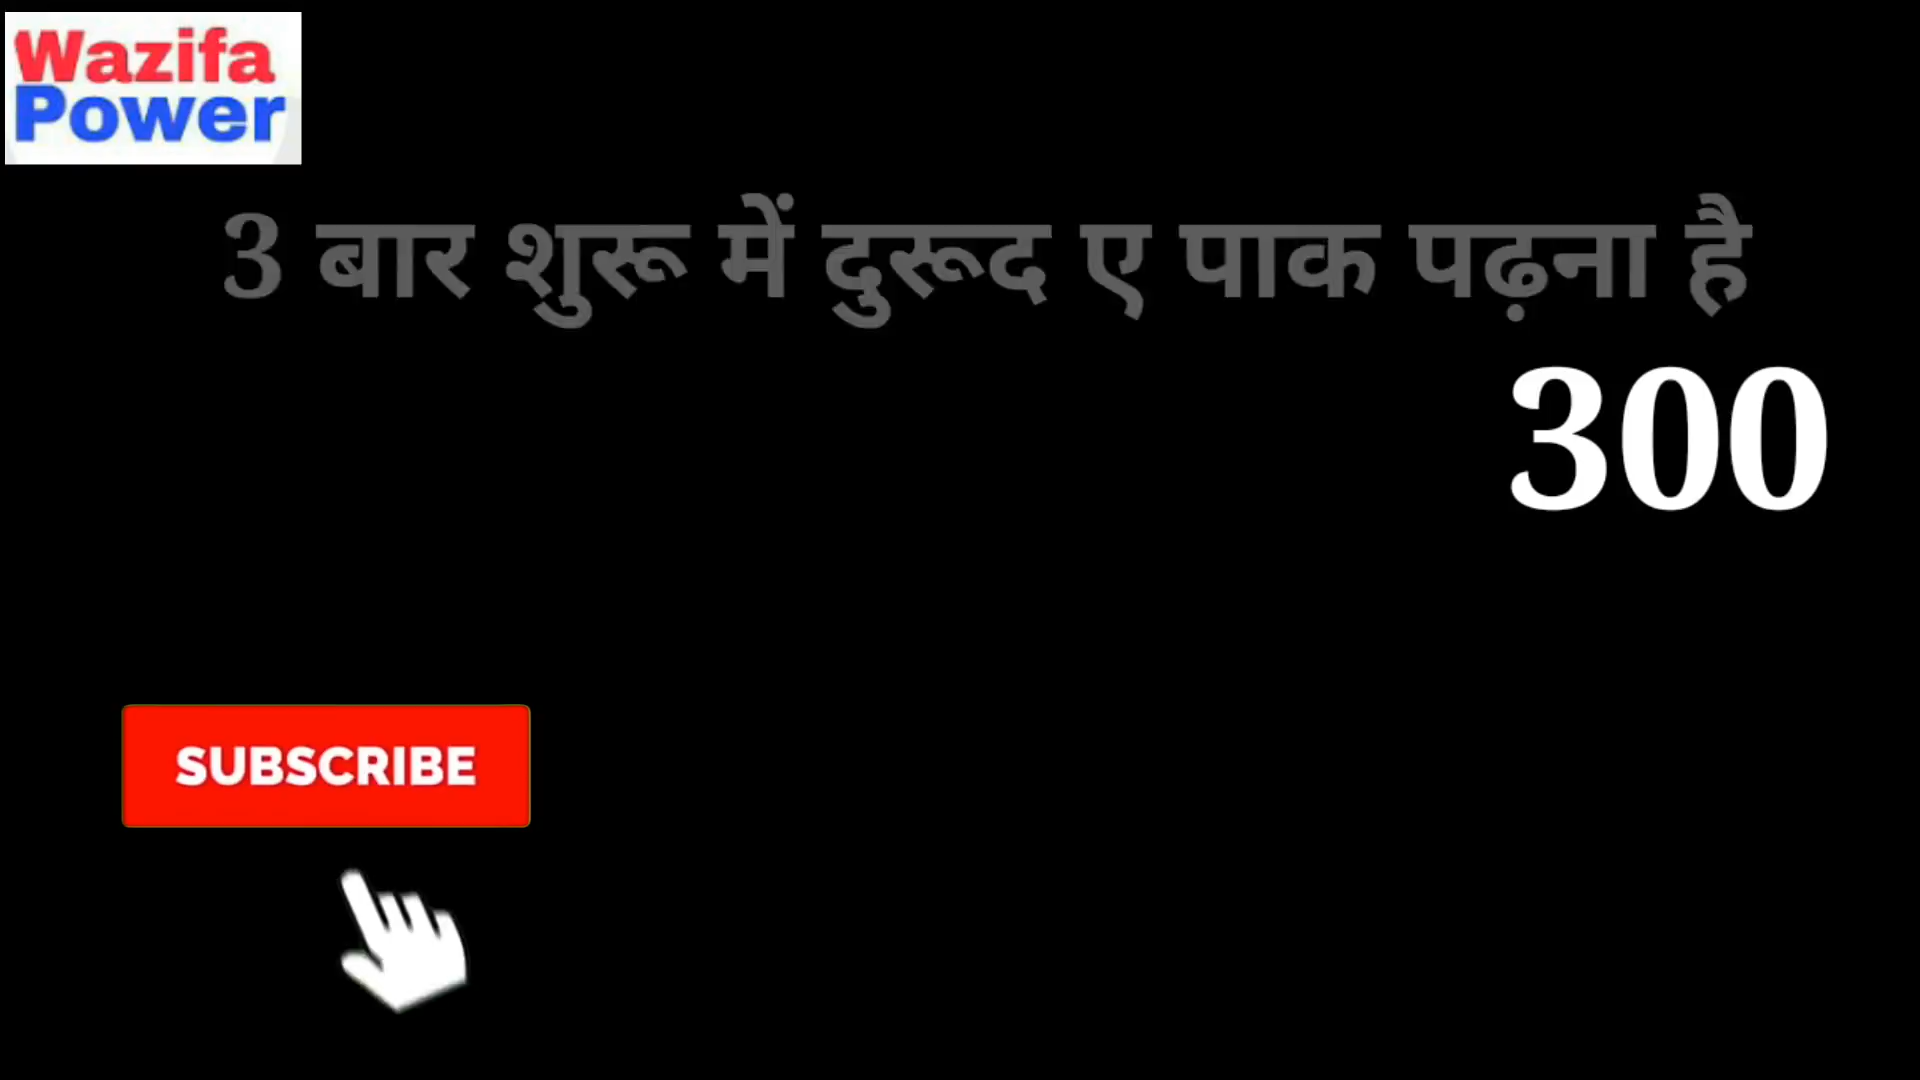 Wazifa
Power
3 बार शुरू में दुरूद ए पाक पढ़ना है
300
SUBSCRIBE